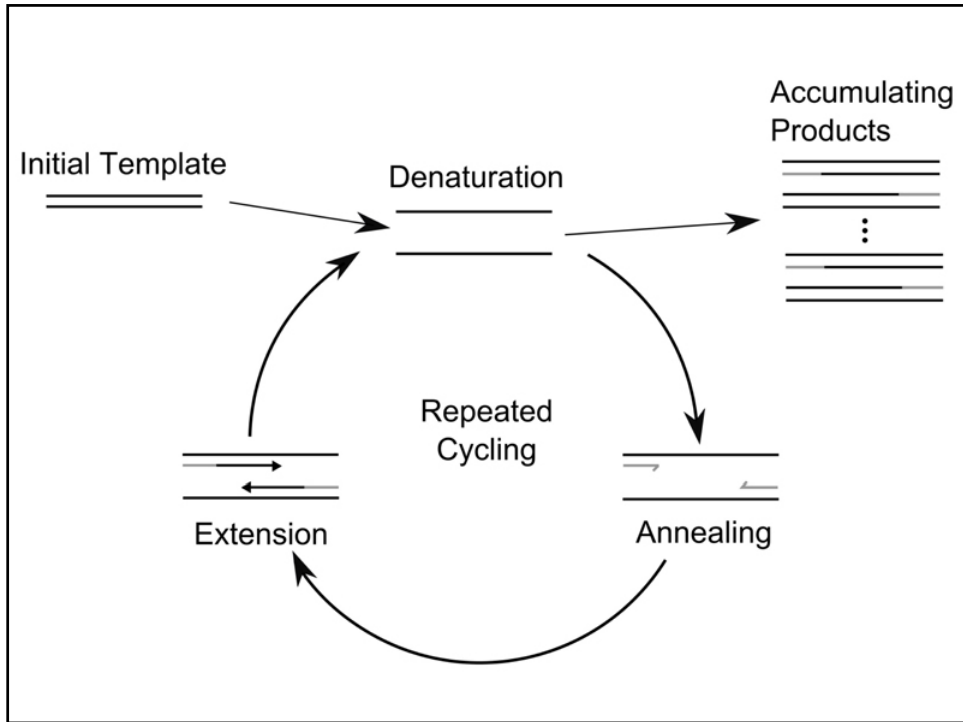 Initial Template
Denaturation
Accumulating
Products
Repeated
Cycling
Extension
Annealing